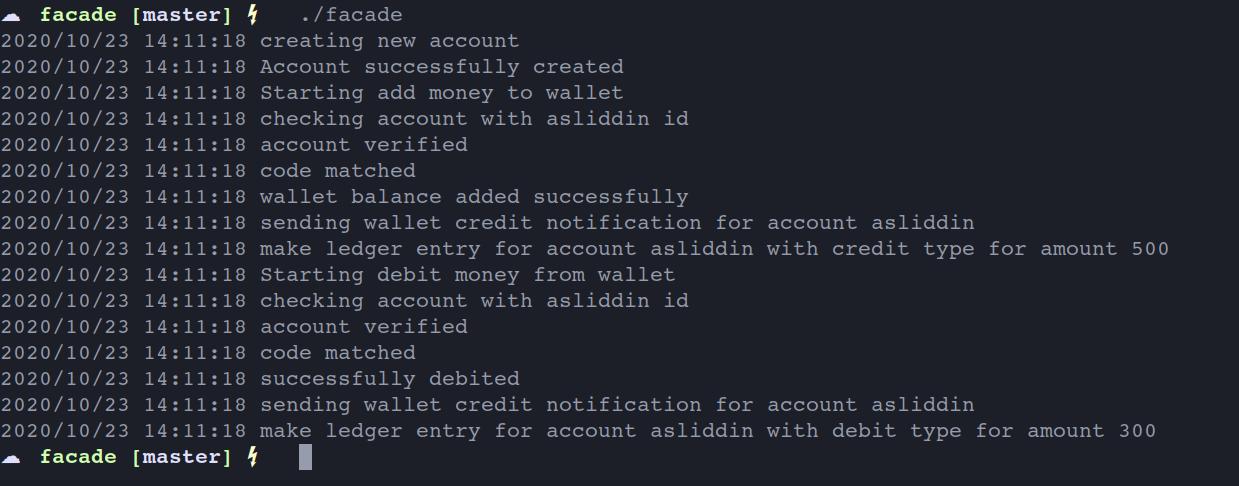 ☁ facade [master] ⚡ ./facade
2020/10/23 14:11:18 creating new account
2020/10/23 14:11:18 Account successfully created
2020/10/23 14:11:18 Starting add money to wallet
2020/10/23 14:11:18 checking account with asliddin id
2020/10/23 14:11:18 account verified
2020/10/23 14:11:18 code matched
2020/10/23 14:11:18 wallet balance added successfully
2020/10/23 14:11:18 sending wallet credit notification for account asliddin
2020/10/23 14:11:18 make ledger entry for account asliddin with credit type for amount 500
2020/10/23 14:11:18 Starting debit money from wallet
2020/10/23 14:11:18 checking account with asliddin id
2020/10/23 14:11:18 account verified
2020/10/23 14:11:18 code matched
2020/10/23 14:11:18 successfully debited
2020/10/23 14:11:18 sending wallet credit notification for account asliddin
2020/10/23 14:11:18 make ledger entry for account asliddin with debit type for amount 300
☁ facade [master] ⚡